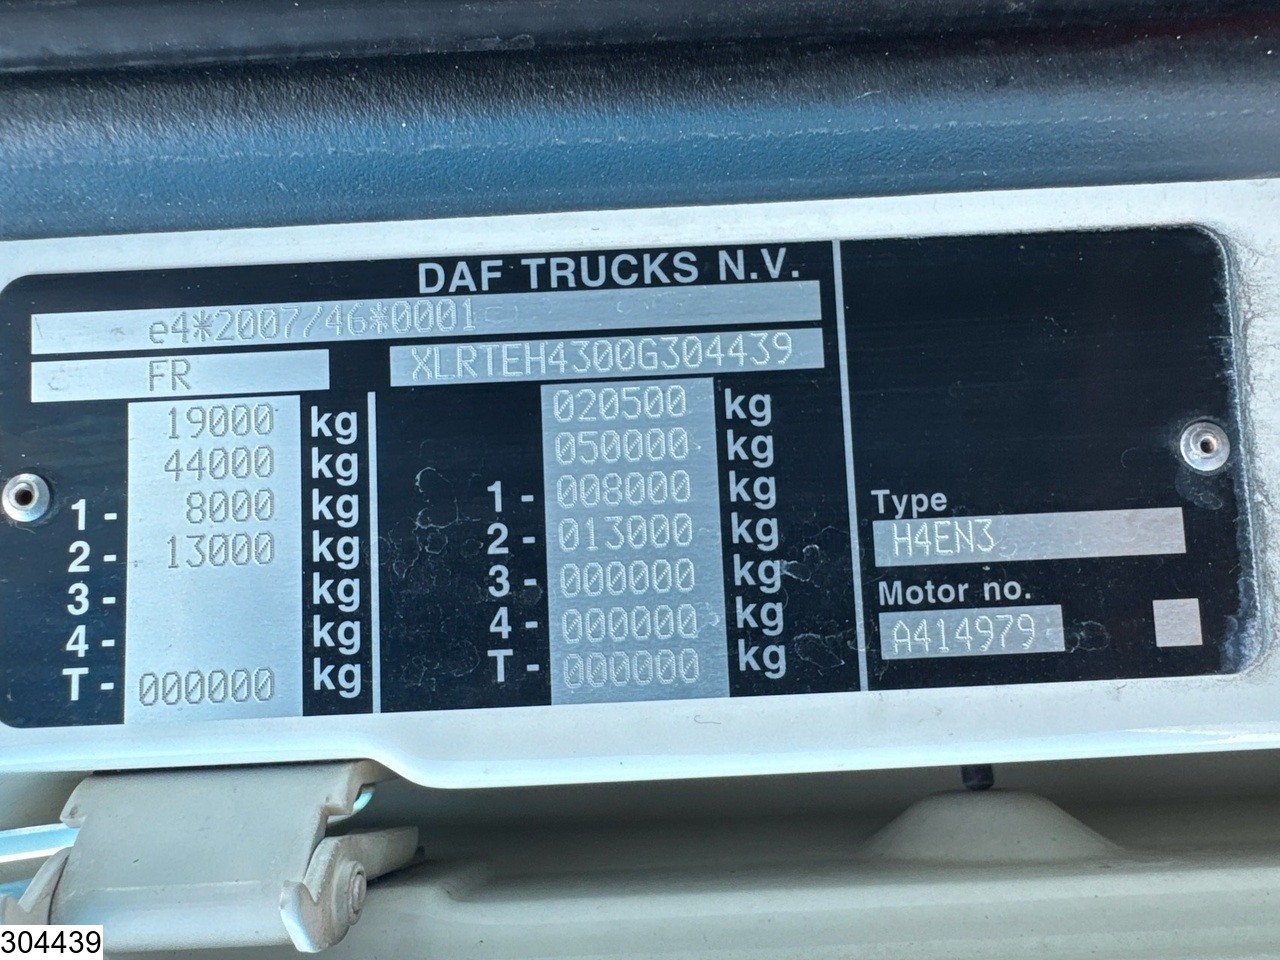 DAF TRUCKS N.V.
e4*2007/46*0001
FR XLRTEH4300G304439
19000 kg 020500 kg
44000 kg 050000 kg
1 - 8000 kg 1 - 008000 kg
2 - 13000 kg 2 - 013000 kg
3 - kg 3 - 000000 kg
4 - kg 4 - 000000 kg
T - 000000 kg T - 000000 kg
Type
H4EN3
Motor no.
A414979
304439